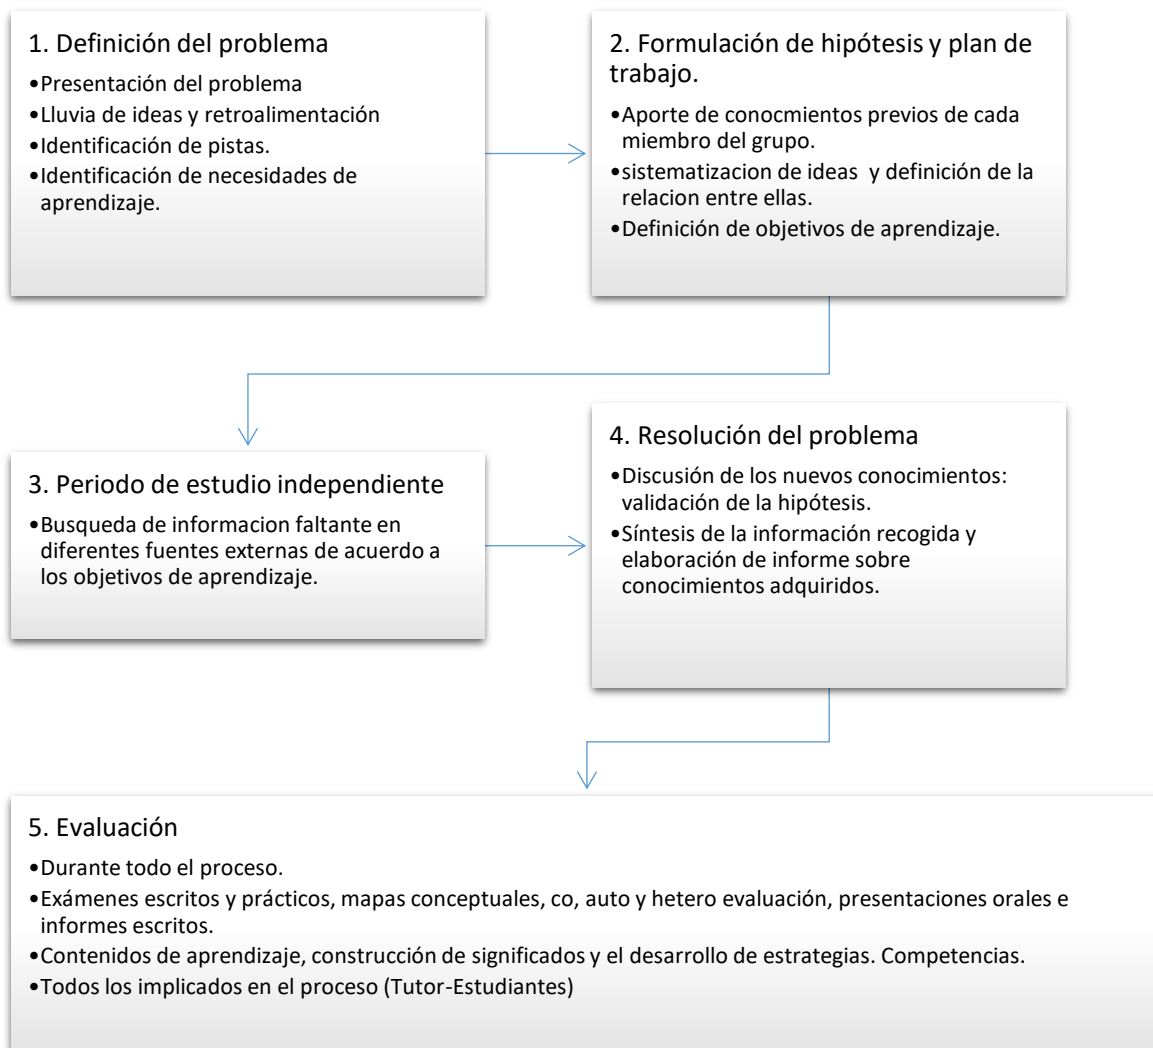 1. Definición del problema
•Presentación del problema
•Lluvia de ideas y retroalimentación
•Identificación de pistas.
•Identificación de necesidades de
aprendizaje.
2. Formulación de hipótesis y plan de
trabajo.
•Aporte de conocmientos previos de cada
miembro del grupo.
•sistematizacion de ideas y definición de la
relacion entre ellas.
•Definición de objetivos de aprendizaje.
3. Periodo de estudio independiente
•Busqueda de informacion faltante en
diferentes fuentes externas de acuerdo a
los objetivos de aprendizaje.
4. Resolución del problema
•Discusión de los nuevos conocimientos:
validación de la hipótesis.
•Síntesis de la información recogida y
elaboración de informe sobre
conocimientos adquiridos.
5. Evaluación
•Durante todo el proceso.
•Exámenes escritos y prácticos, mapas conceptuales, co, auto y hetero evaluación, presentaciones orales e
informes escritos.
•Contenidos de aprendizaje, construcción de significados y el desarrollo de estrategias. Competencias.
•Todos los implicados en el proceso (Tutor-Estudiantes)